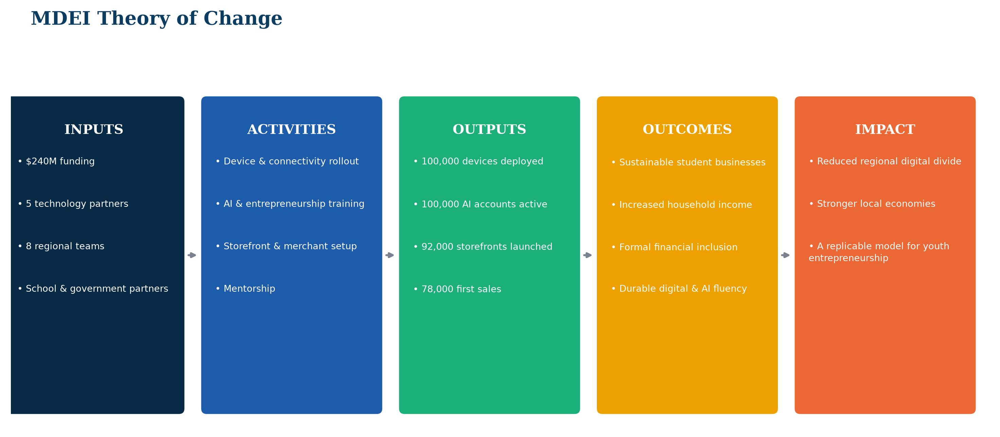 MDEI Theory of Change
INPUTS
• $240M funding
• 5 technology partners
• 8 regional teams
• School & government partners
ACTIVITIES
• Device & connectivity rollout
• AI & entrepreneurship training
• Storefront & merchant setup
• Mentorship
OUTPUTS
• 100,000 devices deployed
• 100,000 AI accounts active
• 92,000 storefronts launched
• 78,000 first sales
OUTCOMES
• Sustainable student businesses
• Increased household income
• Formal financial inclusion
• Durable digital & AI fluency
IMPACT
• Reduced regional digital divide
• Stronger local economies
• A replicable model for youth
entrepreneurship